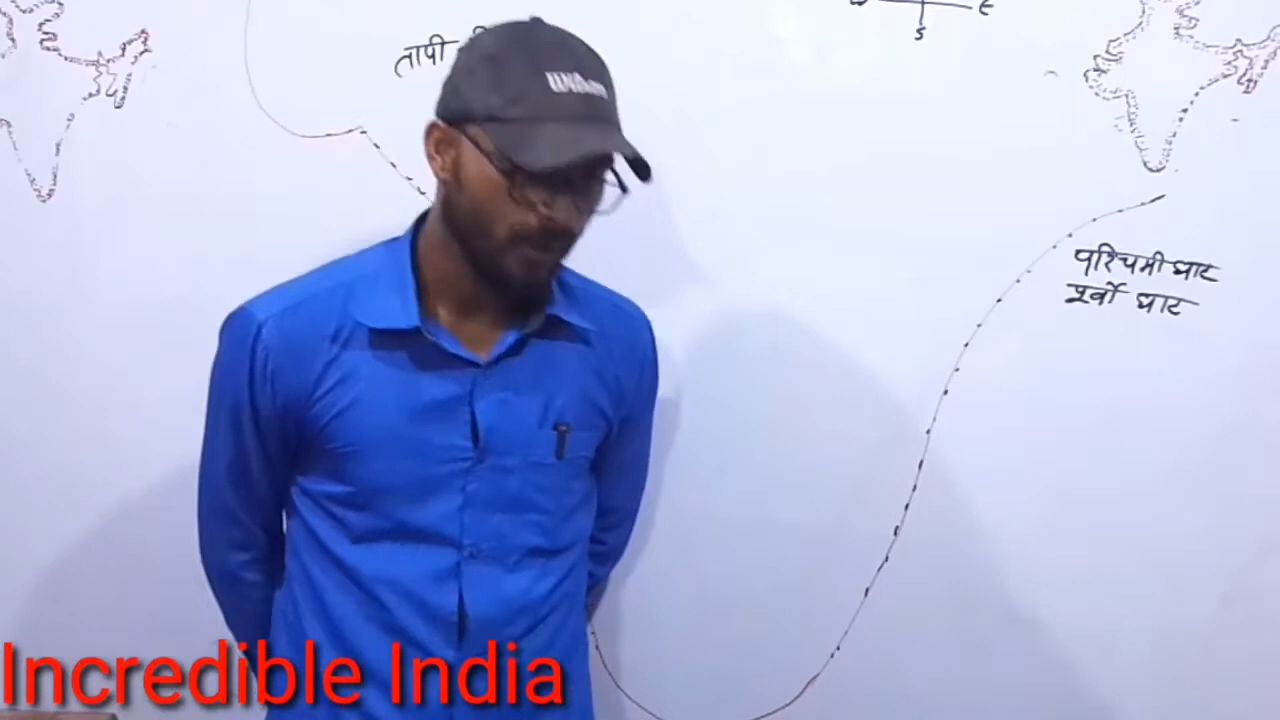 E
S
तापी
पश्चिमी घाट
पूर्वी घाट
Incredible India